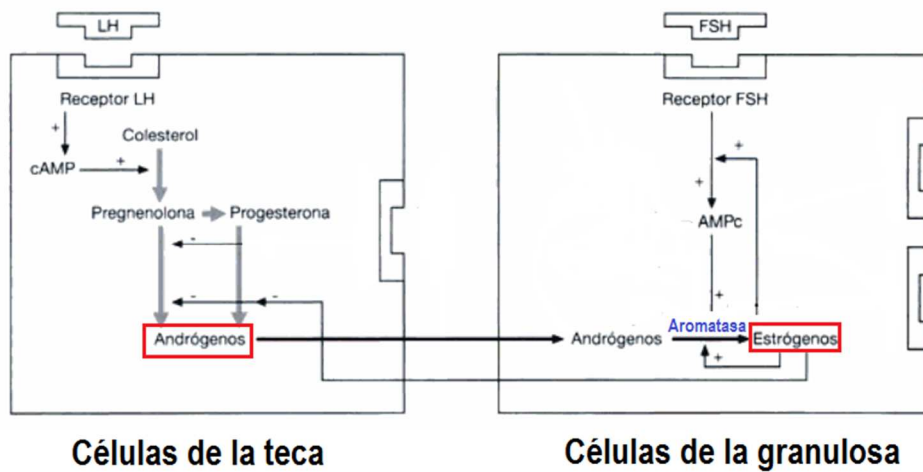 LH
FSH
Receptor LH
Receptor FSH
+
Colesterol
+
cAMP
+
+
Pregnenolona
Progesterona
AMPc
-
+
-
-
Andrógenos
Andrógenos
Aromatasa
Estrógenos
+
Células de la teca
Células de la granulosa